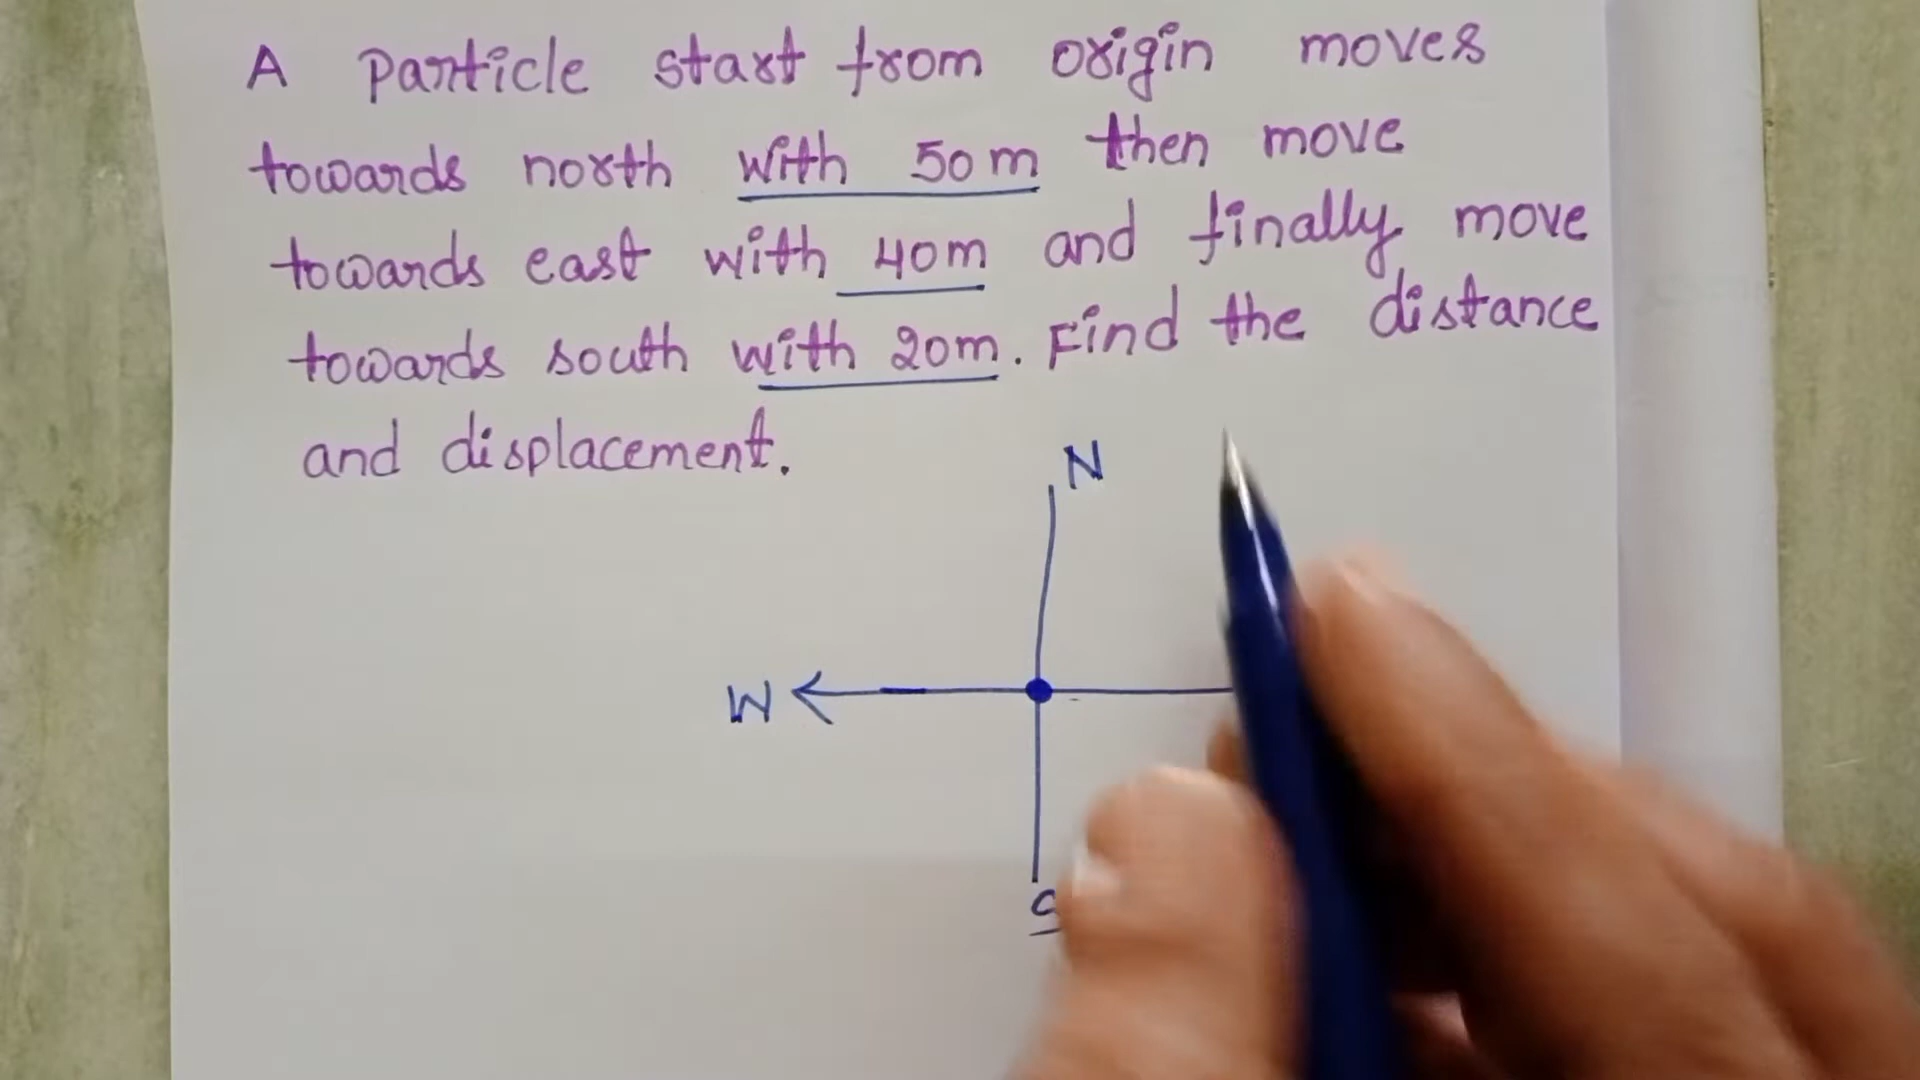 A particle start from origin moves
towards north with 50m then move
towards east with 40m and finally move
towards south with 20m. Find the distance
and displacement.
N
W
S